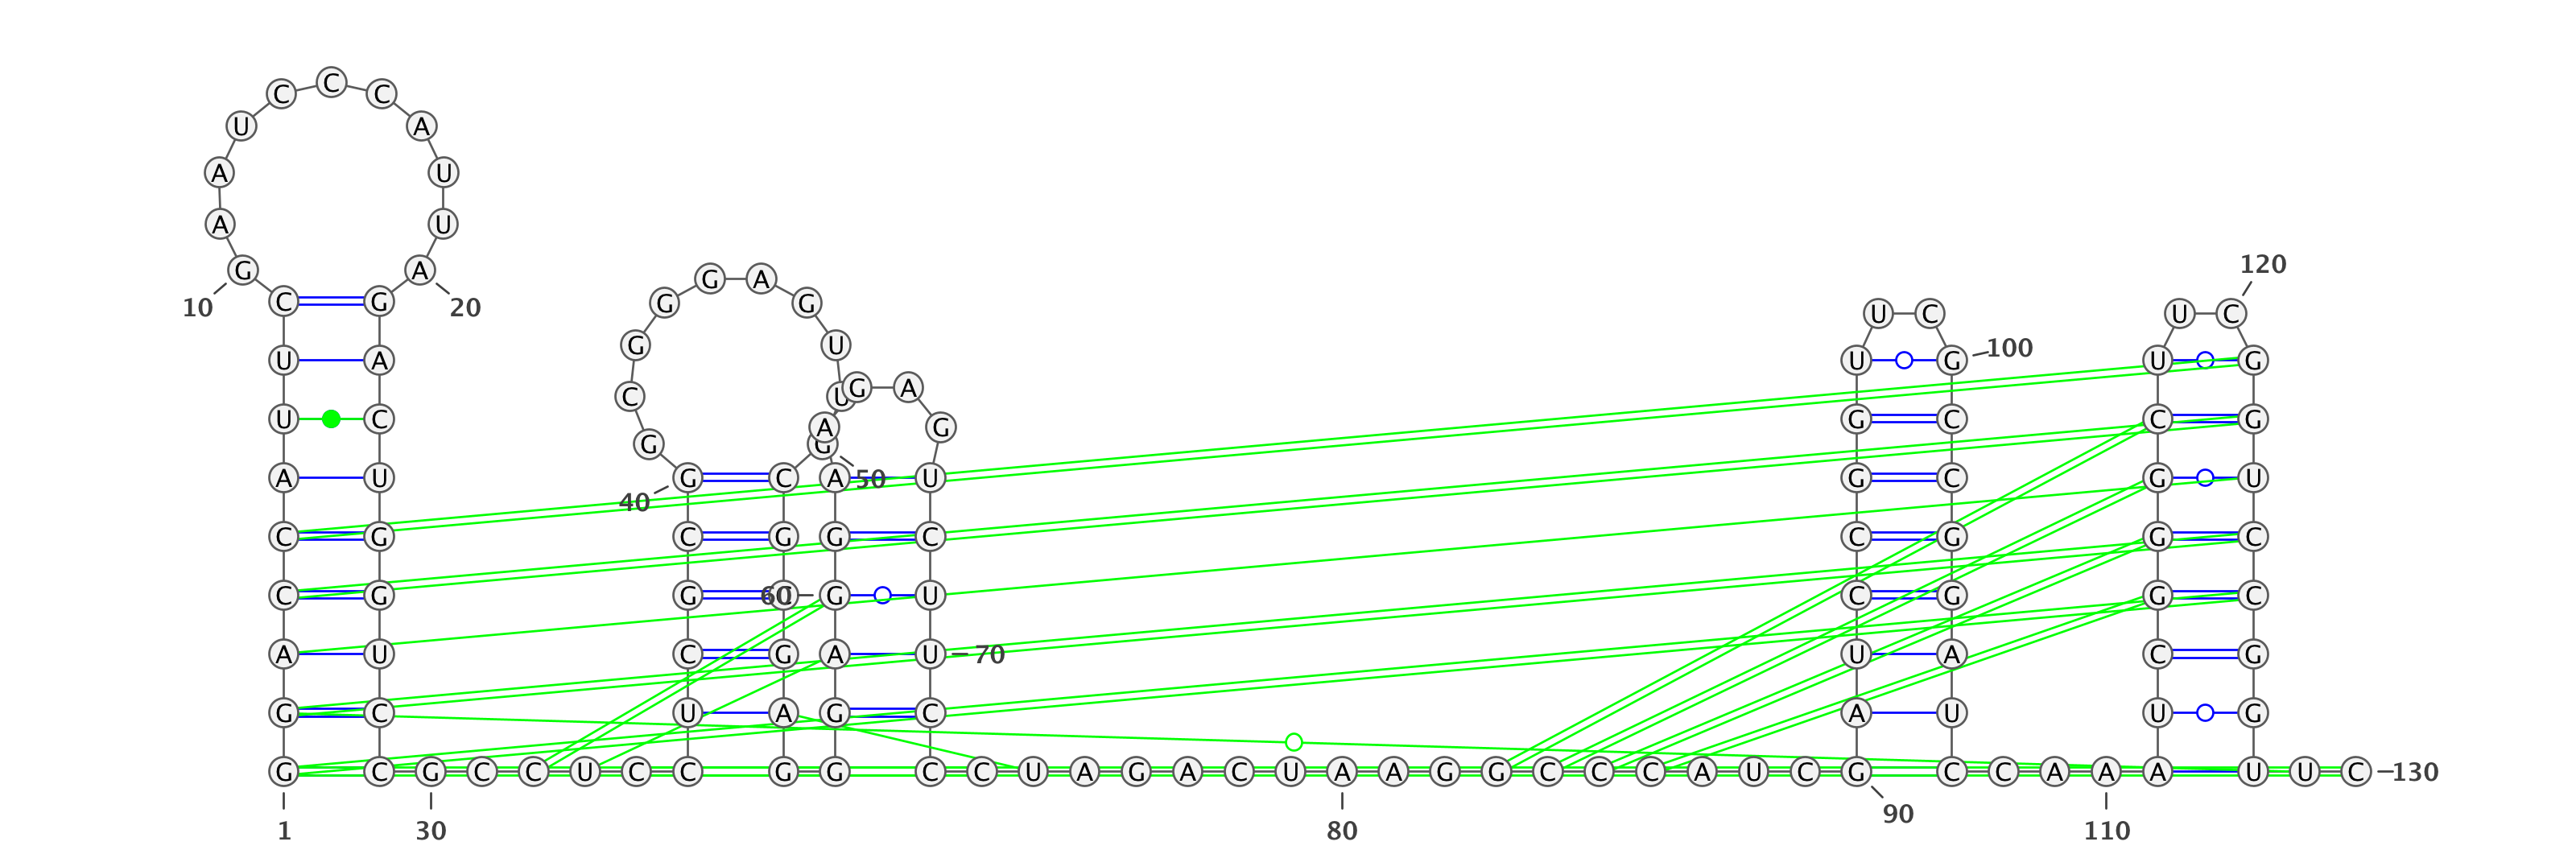 C C C
U A
A U
A U
G A
10 20
C G
U A
U C
A U
C G
C G
A U
G C
G G A
G G
G U
C U G A
G A G G
40 G C A 50 U
C G G C
G 60 G U
C G A U 70
U A G C
120
U C U C
U G 100 U G
G C C G
G C G U
C G G C
C G G C
U A C G
A U U G
G C G C C U C C G G C C U A G A C U A A G G C C C A U C G C C A A A U U C 130
1 30 80 90 110